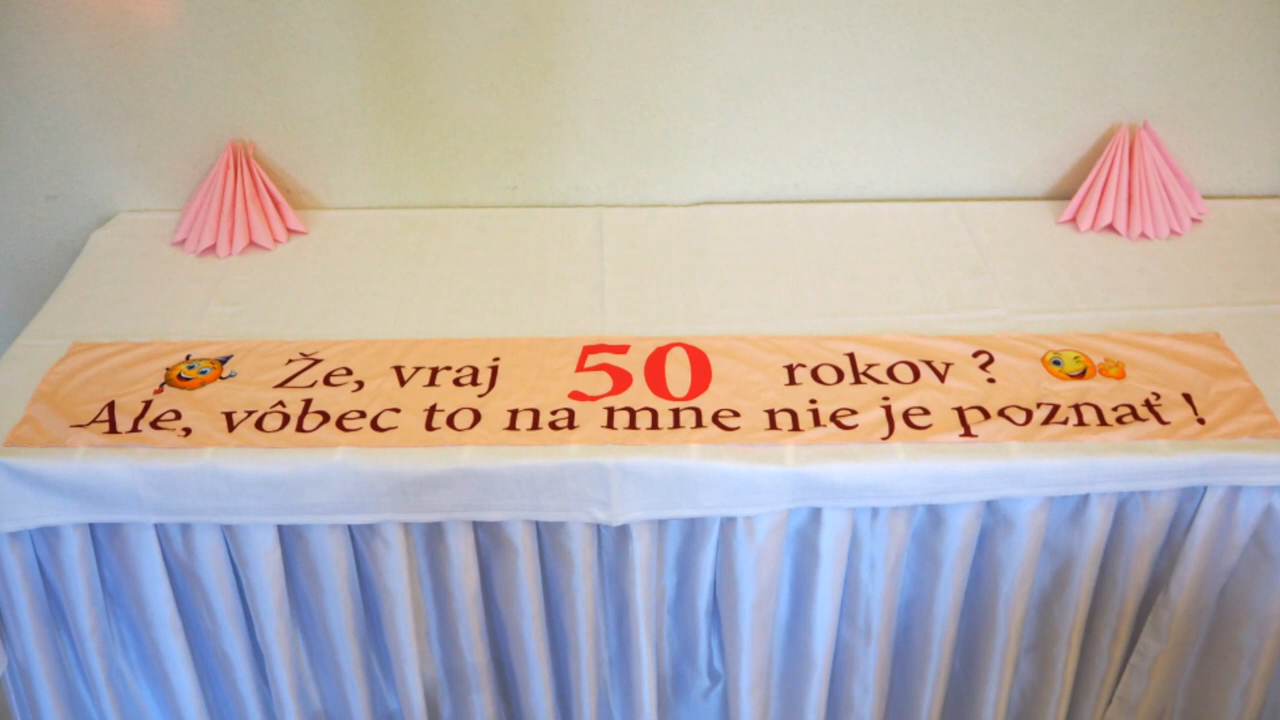 Že, vraj 50 rokov ?
Ale, vôbec to na mne nie je poznať !